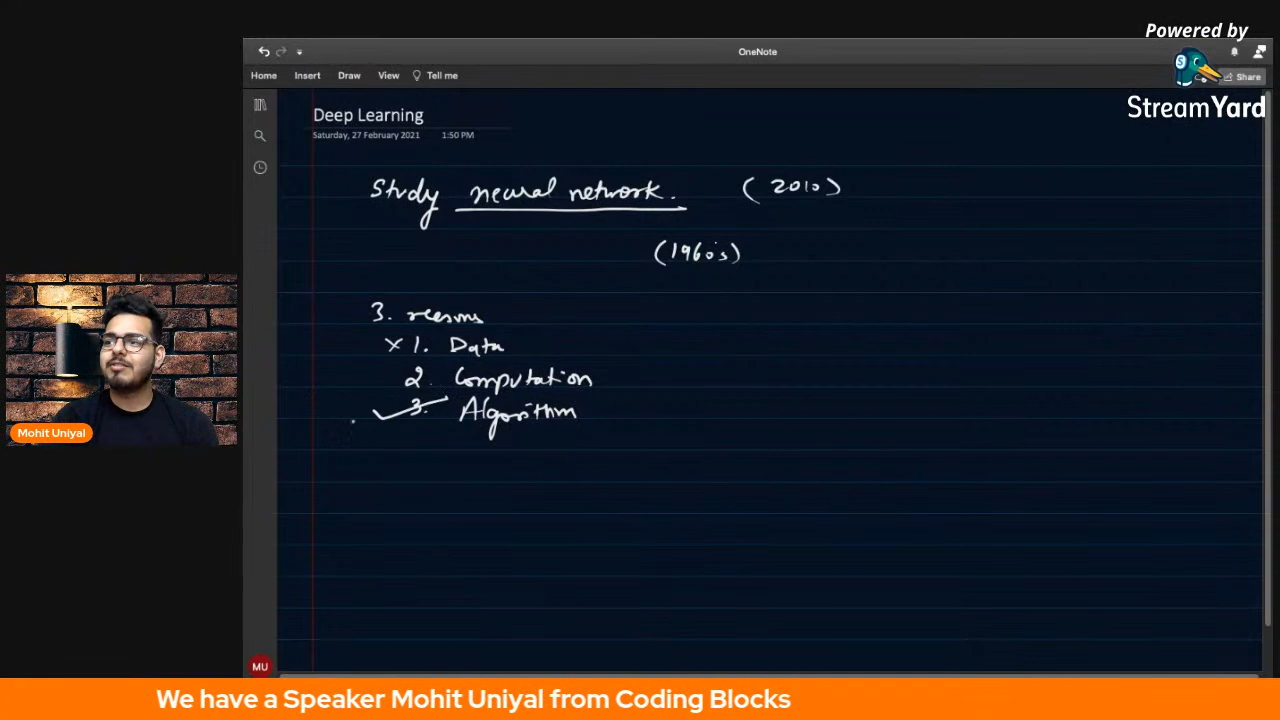 Powered by
StreamYard
OneNote
Home Insert Draw View Tell me
Share
Deep Learning
Saturday, 27 February 2021 1:50 PM
Study neural network. (2010)
(1960's)
3. reasons
x 1. Data
2. Computation
3. Algorithm
Mohit Uniyal
MU
We have a Speaker Mohit Uniyal from Coding Blocks